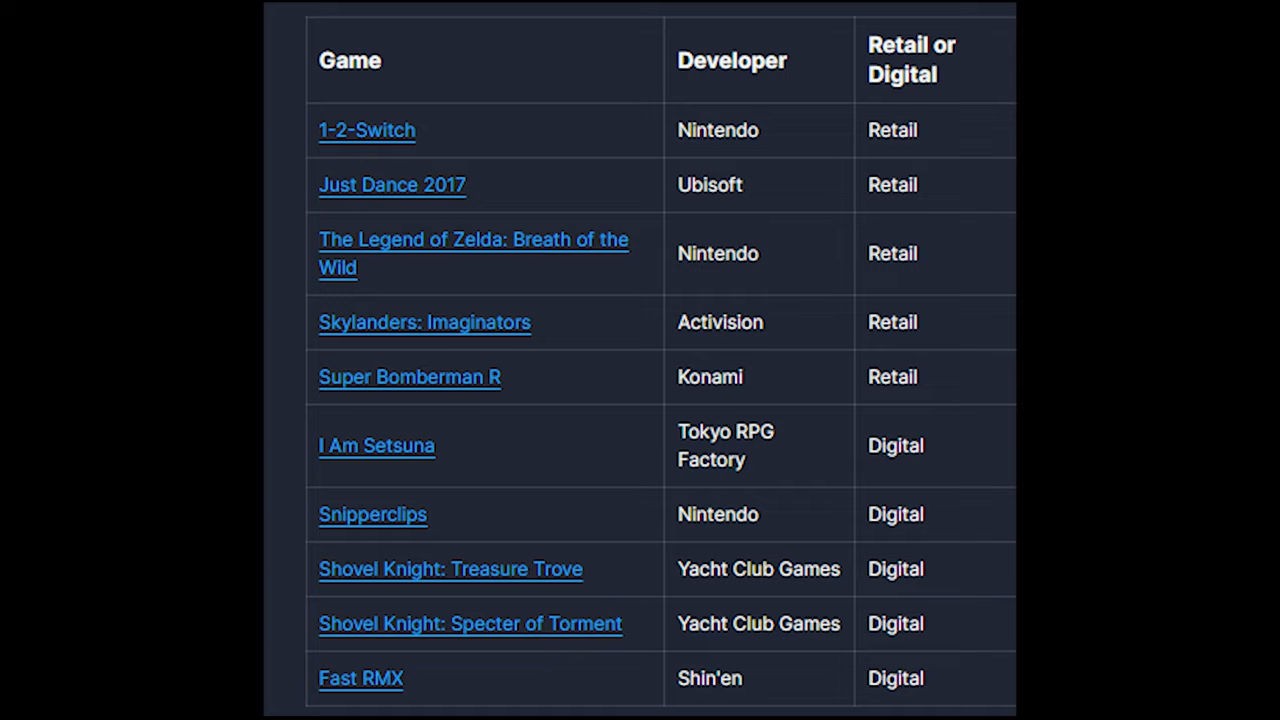 Game Developer Retail or
Digital
1-2-Switch Nintendo Retail
Just Dance 2017 Ubisoft Retail
The Legend of Zelda: Breath of the
Wild Nintendo Retail
Skylanders: Imaginators Activision Retail
Super Bomberman R Konami Retail
I Am Setsuna Tokyo RPG
Factory Digital
Snipperclips Nintendo Digital
Shovel Knight: Treasure Trove Yacht Club Games Digital
Shovel Knight: Specter of Torment Yacht Club Games Digital
Fast RMX Shin'en Digital